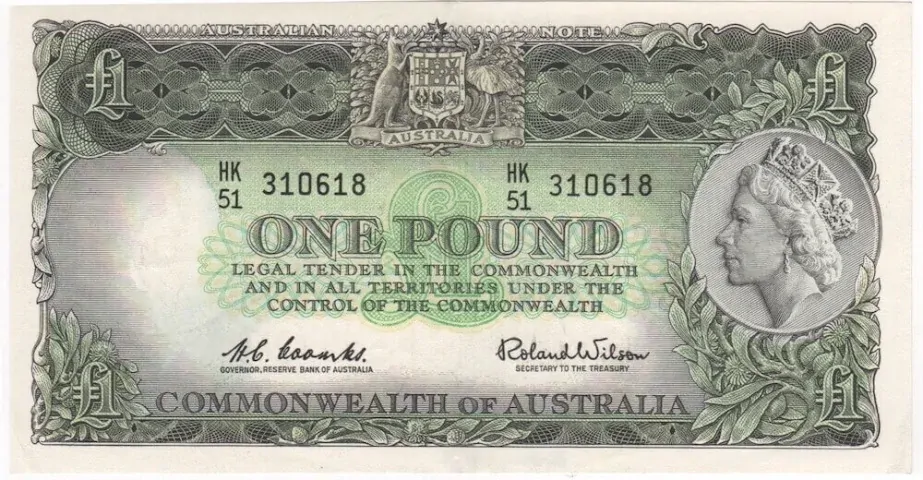 AUSTRALIAN NOTE
£1 £1
AUSTRALIA
HK 51 310618 HK 51 310618
ONE POUND
LEGAL TENDER IN THE COMMONWEALTH
AND IN ALL TERRITORIES UNDER THE
CONTROL OF THE COMMONWEALTH
H.C. Coombs. Roland Wilson
GOVERNOR, RESERVE BANK OF AUSTRALIA SECRETARY TO THE TREASURY
£1 £1
COMMONWEALTH OF AUSTRALIA